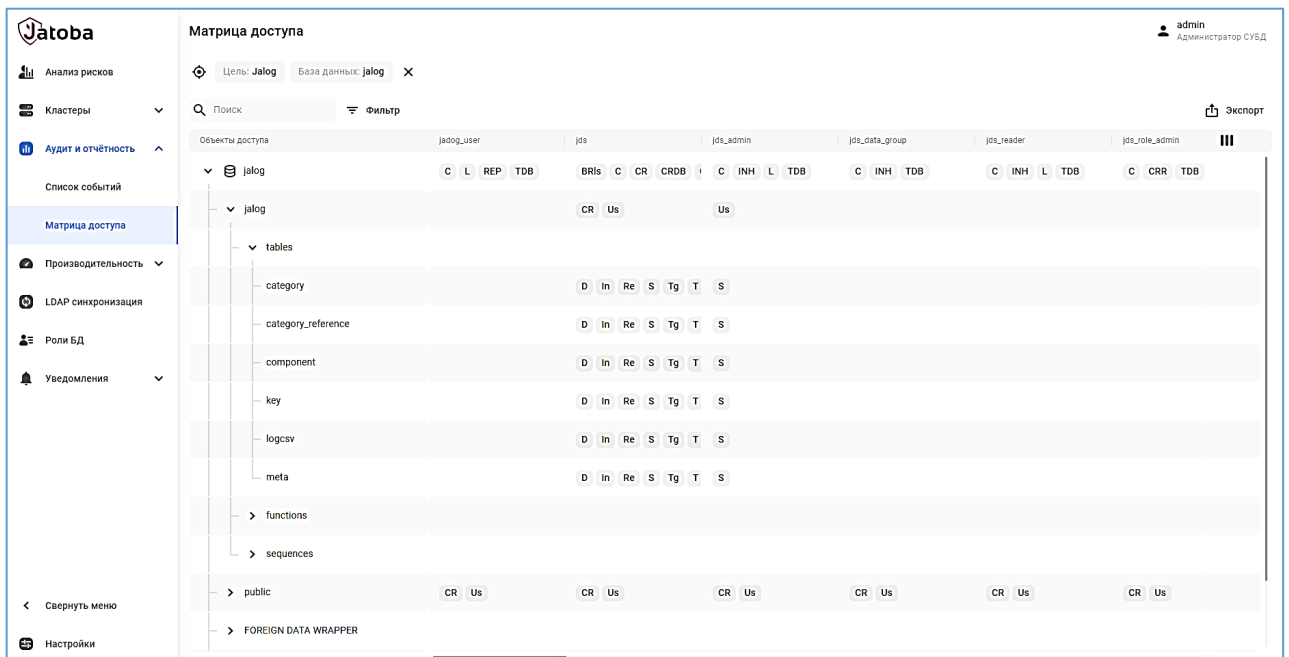 Jatoba
Матрица доступа
admin
Администратор СУБД
Анализ рисков
Цель: Jalog База данных: jalog
Кластеры
Поиск Фильтр Экспорт
Аудит и отчётность
Объекты доступа jadog_user jds jds_admin jds_data_group jds_reader jds_role_admin
jalog C L REP TDB BRls C CR CRDB C INH L TDB C INH TDB C INH L TDB C CRR TDB
Список событий
jalog CR Us Us
Матрица доступа
tables
Производительность
category D In Re S Tg T S
LDAP синхронизация
category_reference D In Re S Tg T S
Роли БД
component D In Re S Tg T S
Уведомления
key D In Re S Tg T S
logcsv D In Re S Tg T S
meta D In Re S Tg T S
functions
sequences
public CR Us CR Us CR Us CR Us CR Us CR Us
Свернуть меню
FOREIGN DATA WRAPPER
Настройки